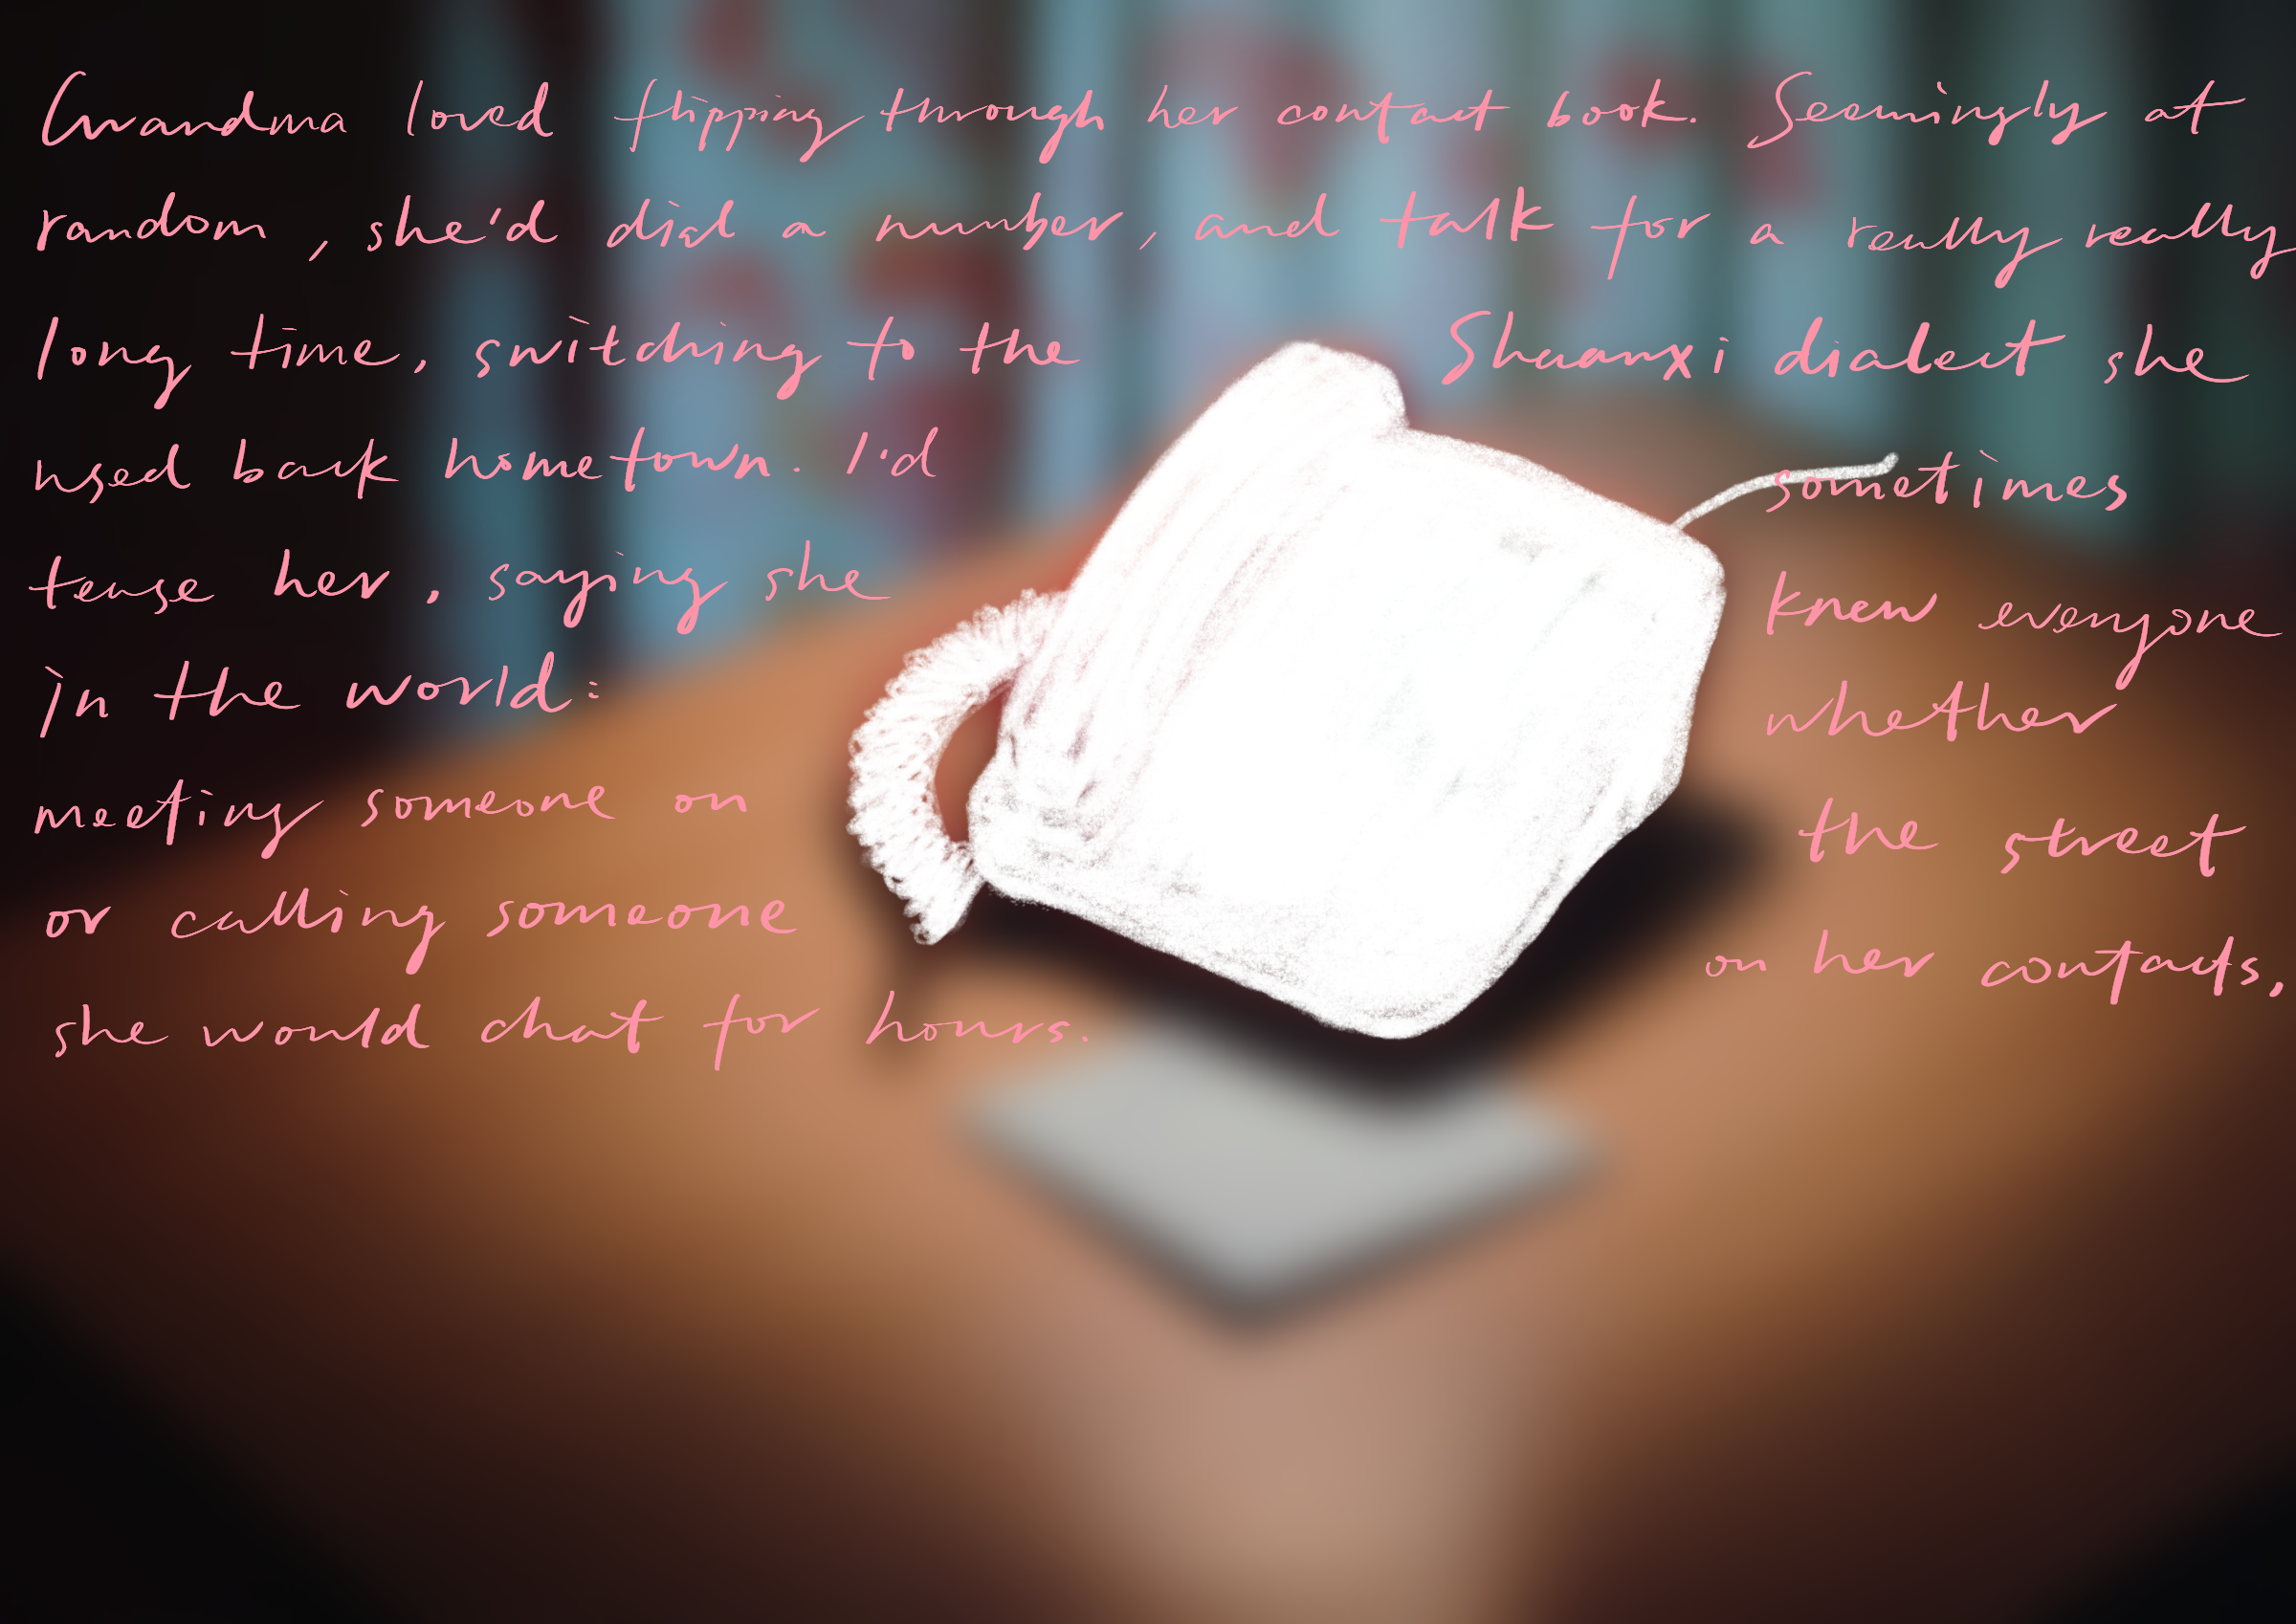 Grandma loved flipping through her contact book. Seemingly at
random, she'd dial a number, and talk for a really really
long time, switching to the Shaanxi dialect she
used back hometown. I'd sometimes
tease her, saying she knew everyone
in the world: whether
meeting someone on the street
or calling someone on her contacts,
she would chat for hours.